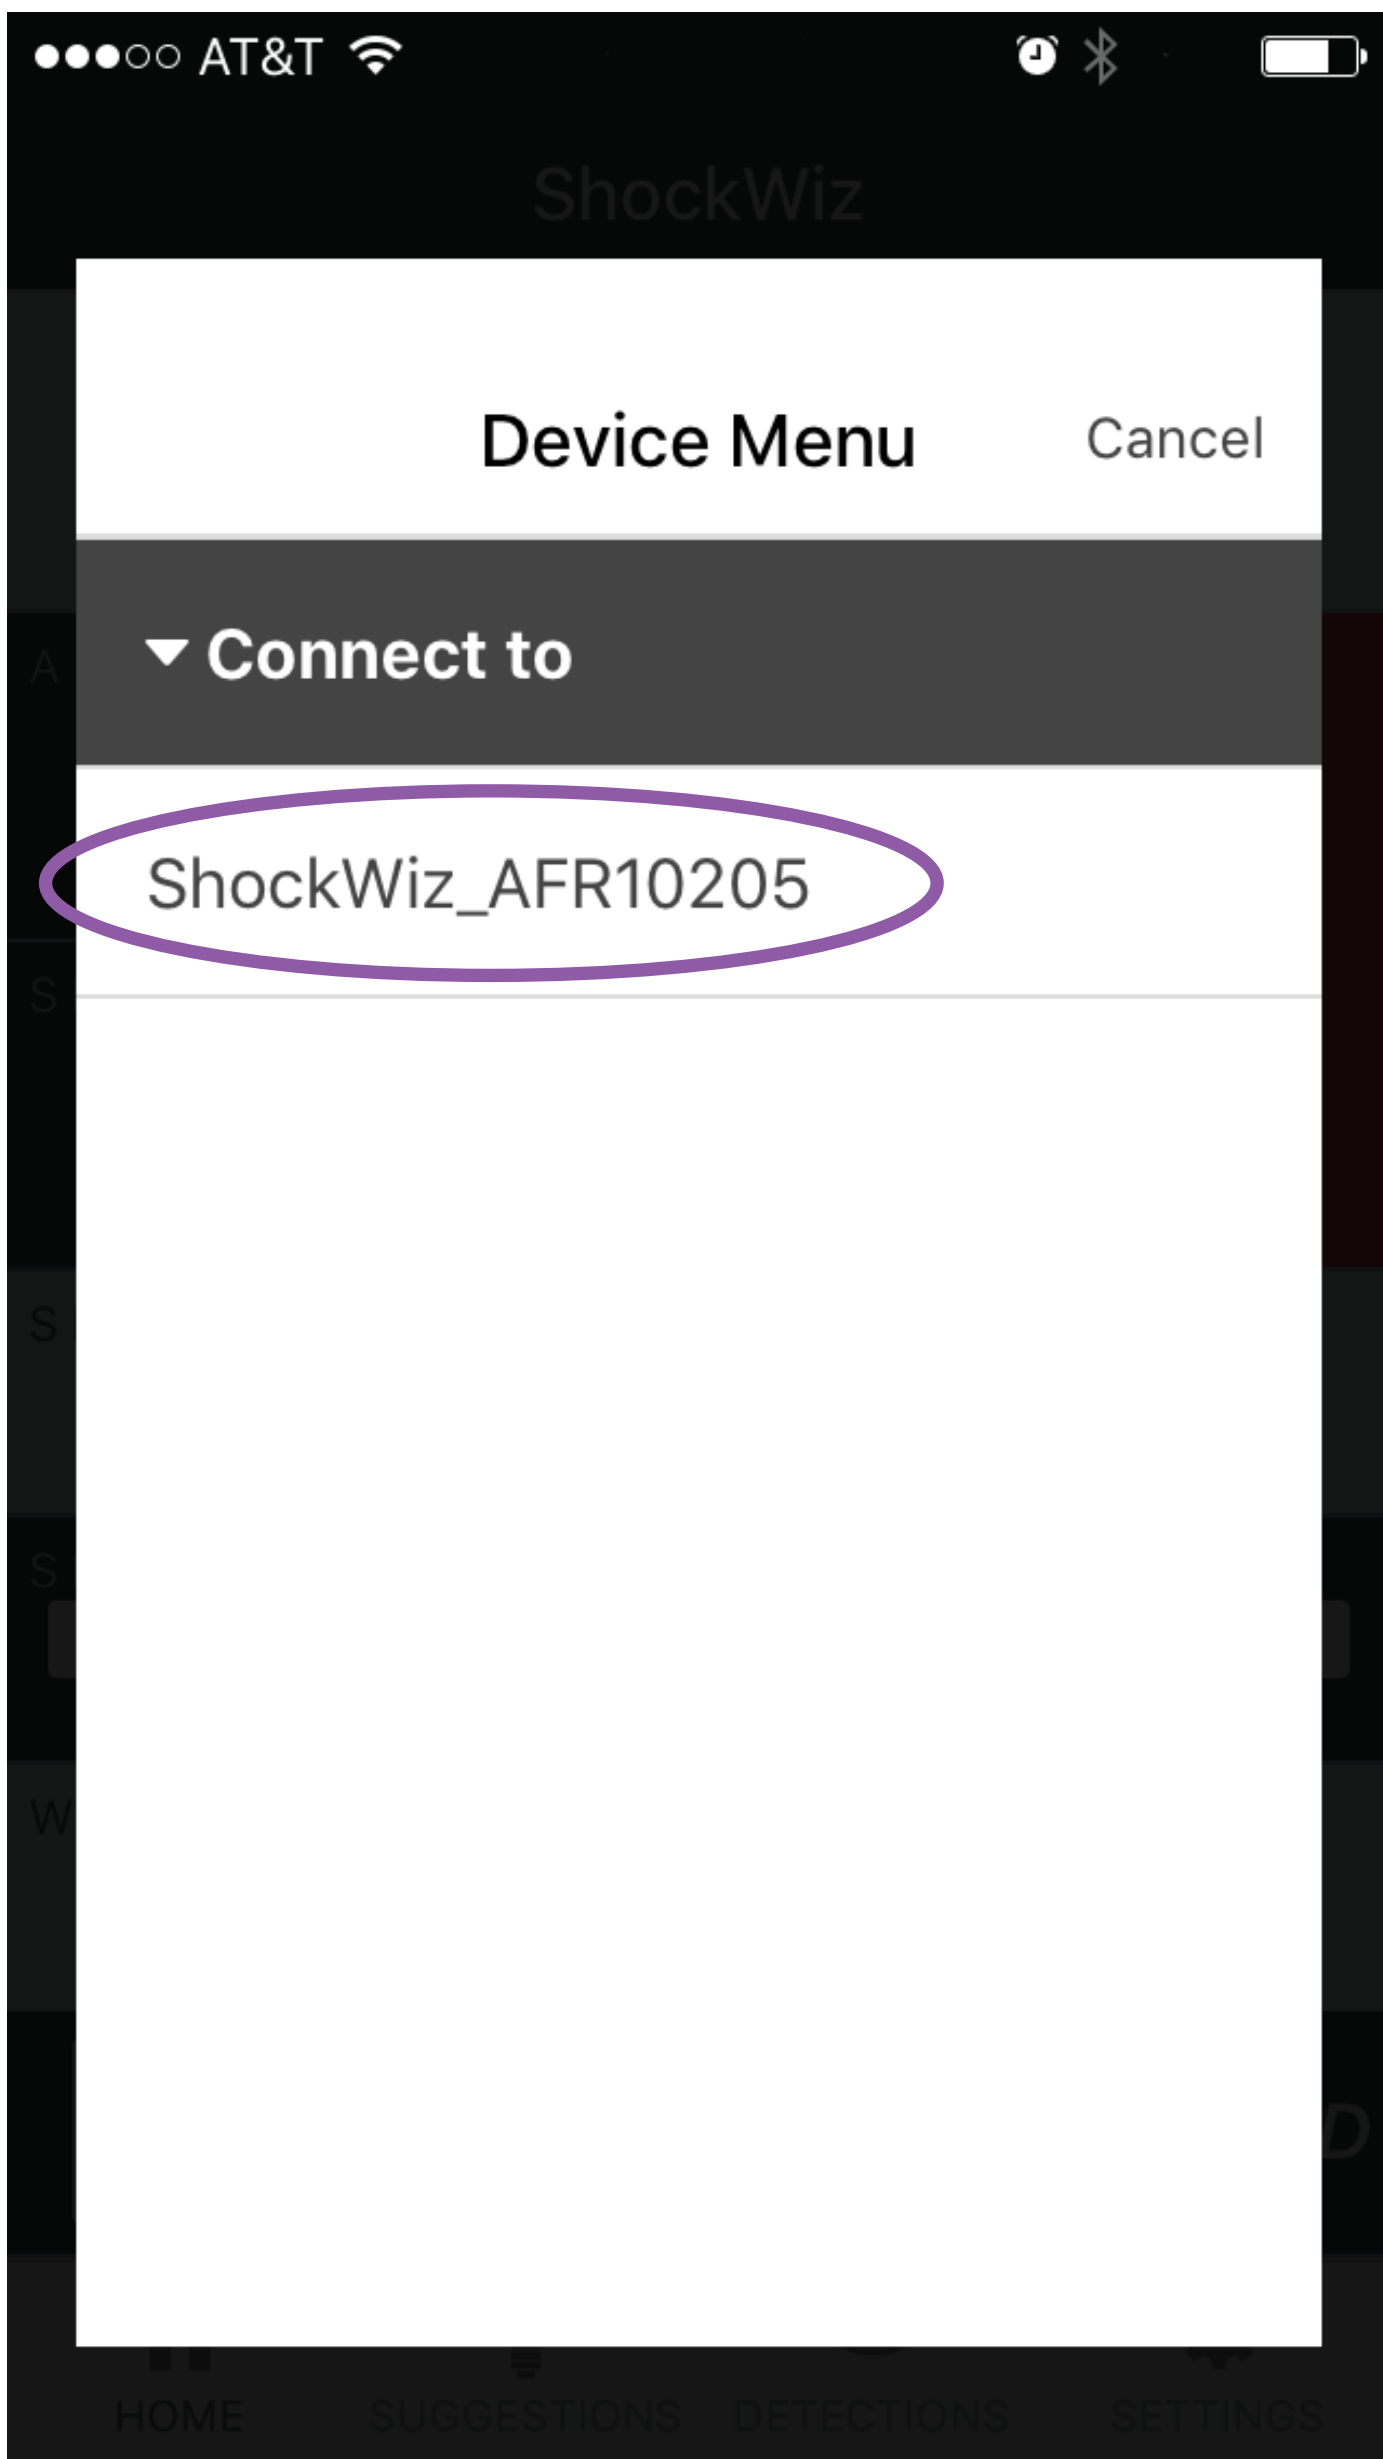 AT&T
ShockWiz
Device Menu
Cancel
Connect to
A
ShockWiz_AFR10205
S
S
S
W
D
HOME
SUGGESTIONS
DETECTIONS
SETTINGS